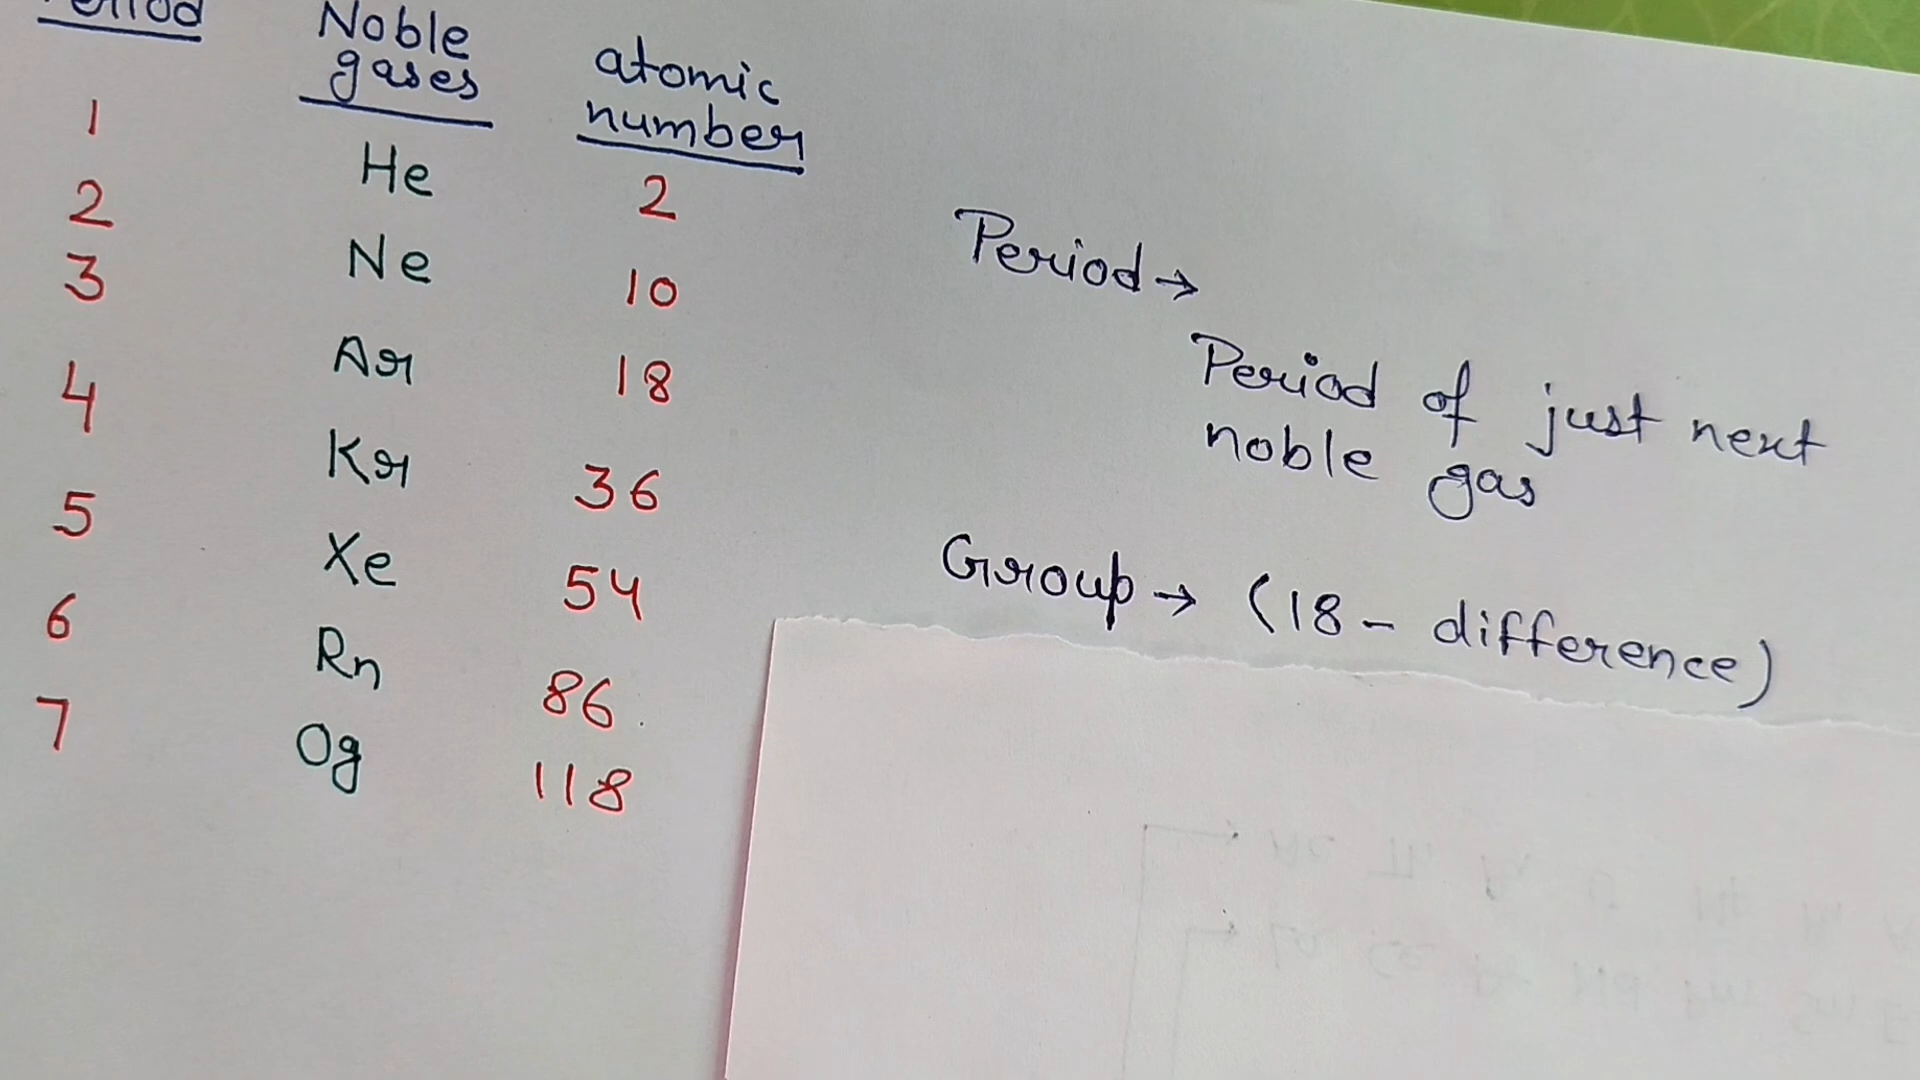 Period
Noble
gases
atomic
number
1
He
2
2
Ne
10
3
Ar
18
4
Kr
36
5
Xe
54
6
Rn
86
7
Og
118
Period →
Period of just next
noble gas
Group → (18 - difference)